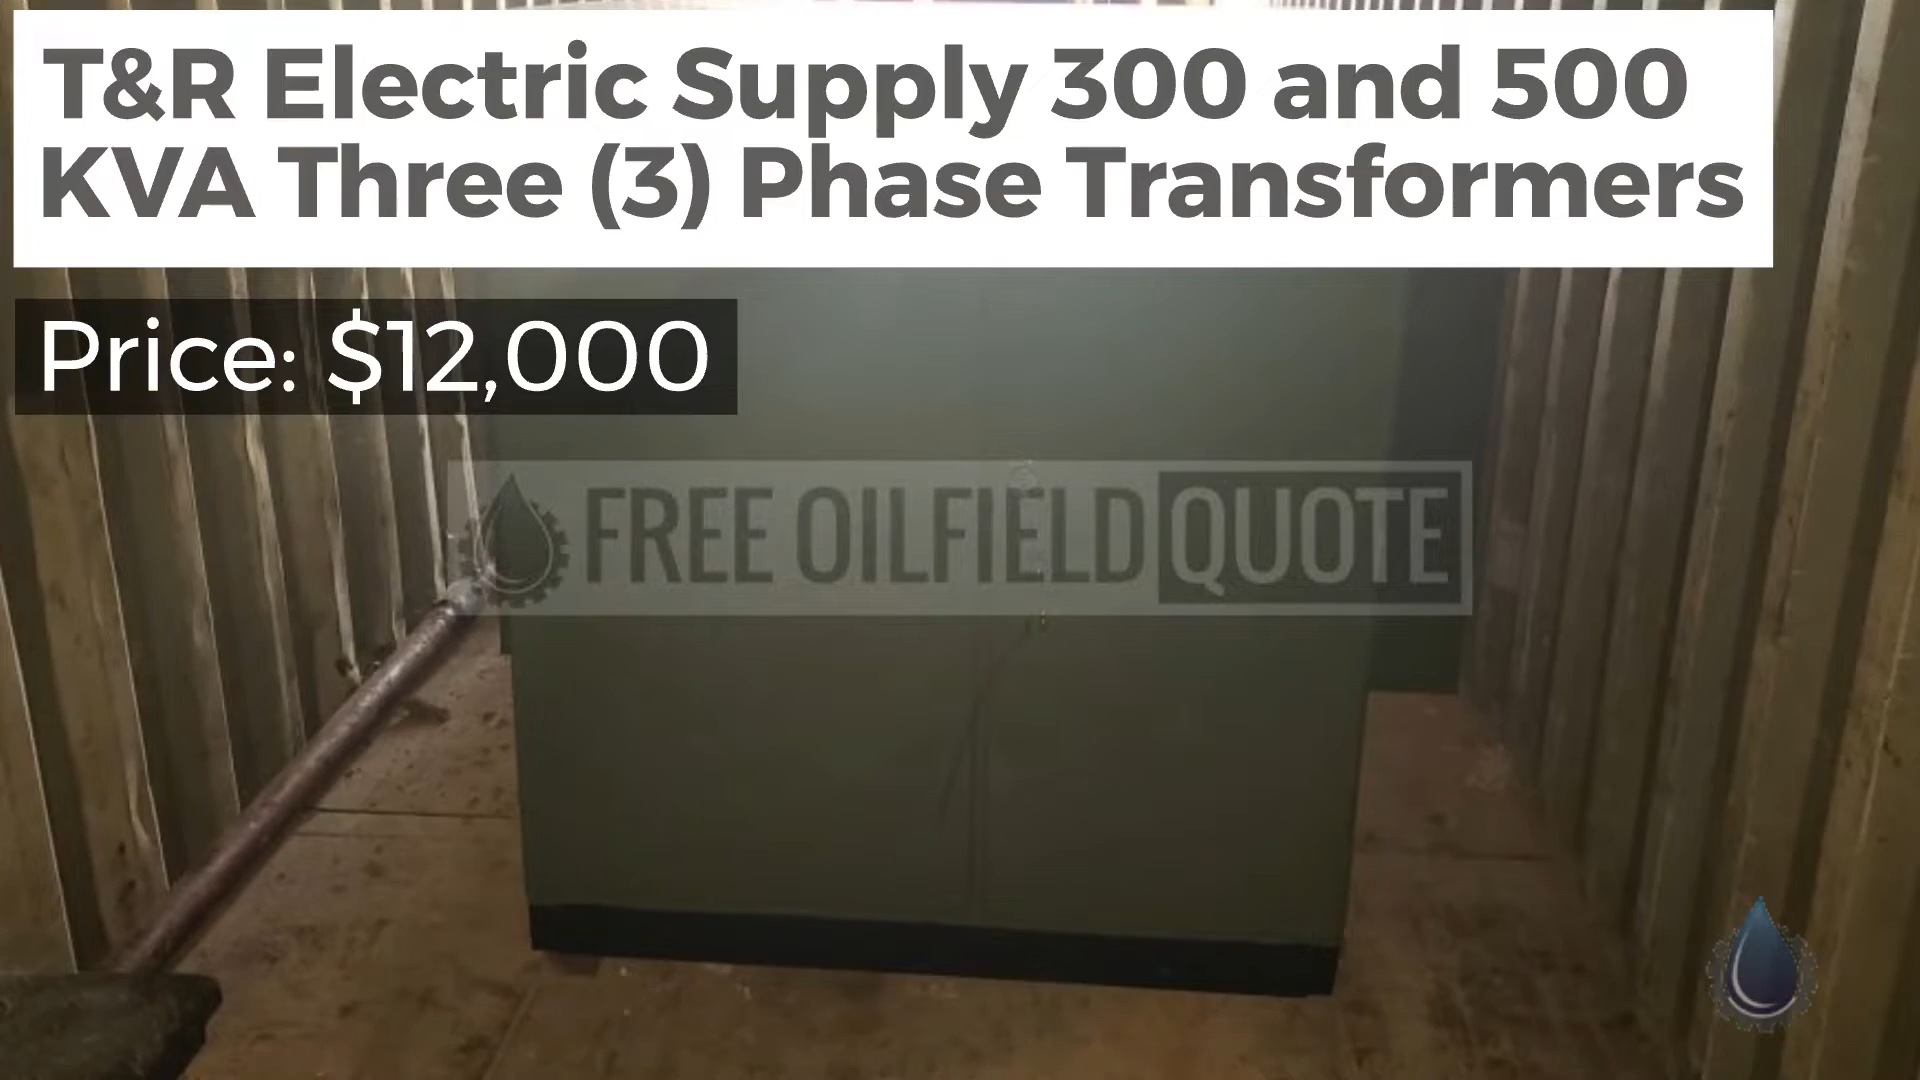 T&R Electric Supply 300 and 500
KVA Three (3) Phase Transformers
Price: $12,000
FREE OILFIELD QUOTE